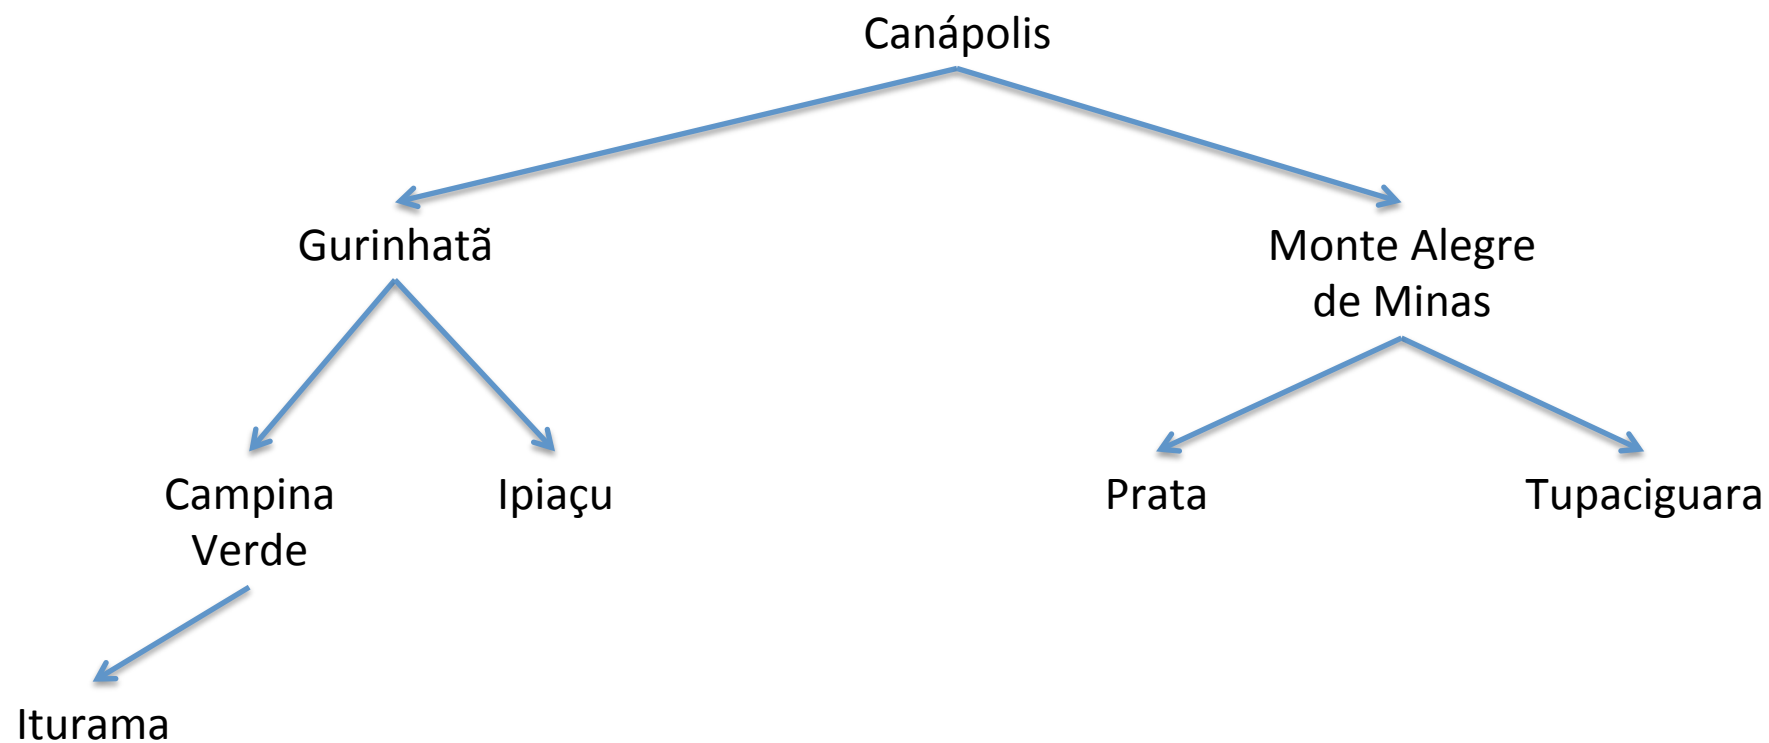 Canápolis
Gurinhatã
Monte Alegre
de Minas
Campina
Verde
Ipiaçu
Prata
Tupaciguara
Iturama